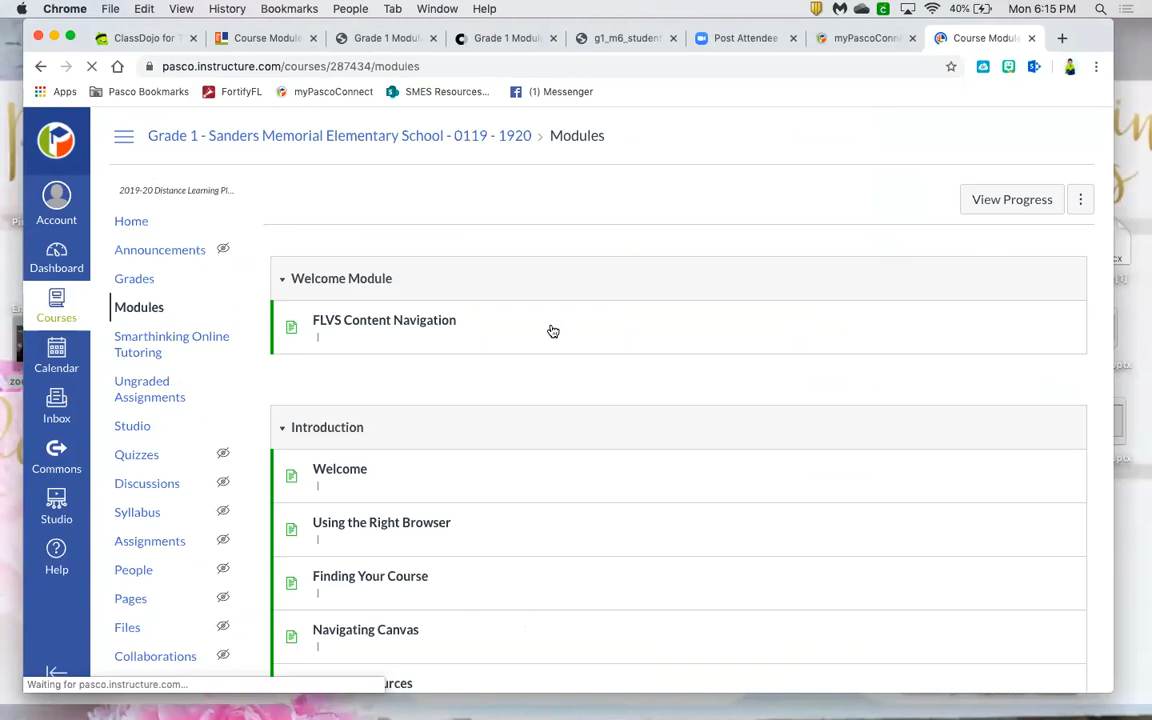 Chrome File Edit View History Bookmarks People Tab Window Help 40% Mon 6:15 PM
ClassDojo for T Course Module Grade 1 Modul Grade 1 Modu g1_m6_student Post Attendee myPascoConn Course Module
pasco.instructure.com/courses/287434/modules
Apps Pasco Bookmarks FortifyFL myPascoConnect SMES Resources... (1) Messenger
Grade 1 - Sanders Memorial Elementary School - 0119 - 1920 › Modules
2019-20 Distance Learning Pl...
View Progress
Account
Dashboard
Courses
Calendar
Inbox
Commons
Studio
Help
Home
Announcements
Grades
Modules
Smarthinking Online
Tutoring
Ungraded
Assignments
Studio
Quizzes
Discussions
Syllabus
Assignments
People
Pages
Files
Collaborations
Welcome Module
FLVS Content Navigation
|
Introduction
Welcome
|
Using the Right Browser
|
Finding Your Course
|
Navigating Canvas
|
Waiting for pasco.instructure.com...